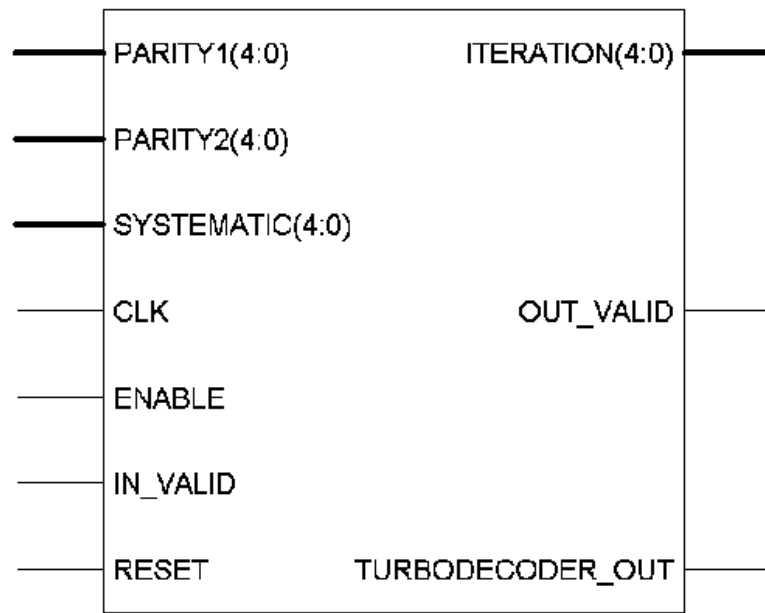 PARITY1(4:0) ITERATION(4:0)
PARITY2(4:0)
SYSTEMATIC(4:0)
CLK OUT_VALID
ENABLE
IN_VALID
RESET TURBODECODER_OUT